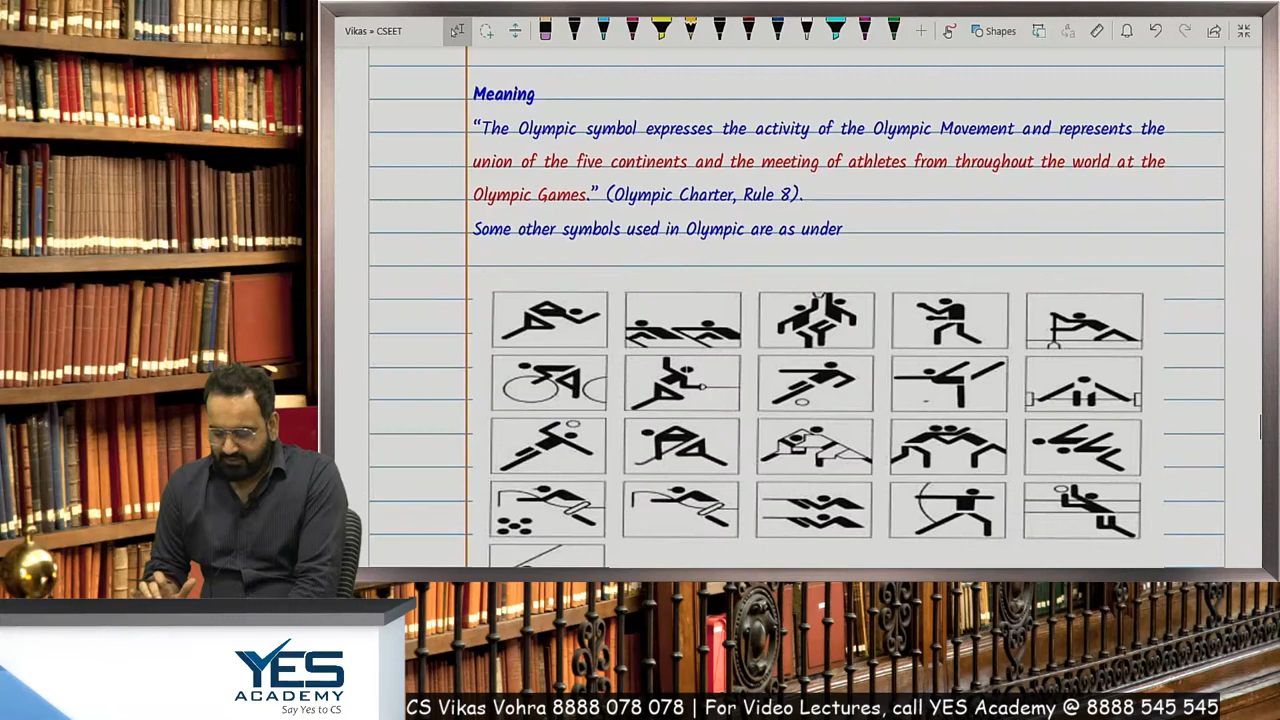 Vikas » CSEET
Shapes
Meaning
“The Olympic symbol expresses the activity of the Olympic Movement and represents the
union of the five continents and the meeting of athletes from throughout the world at the
Olympic Games.” (Olympic Charter, Rule 8).
Some other symbols used in Olympic are as under
YES
ACADEMY
Say Yes to CS
CS Vikas Vohra 8888 078 078 | For Video Lectures, call YES Academy @ 8888 545 545